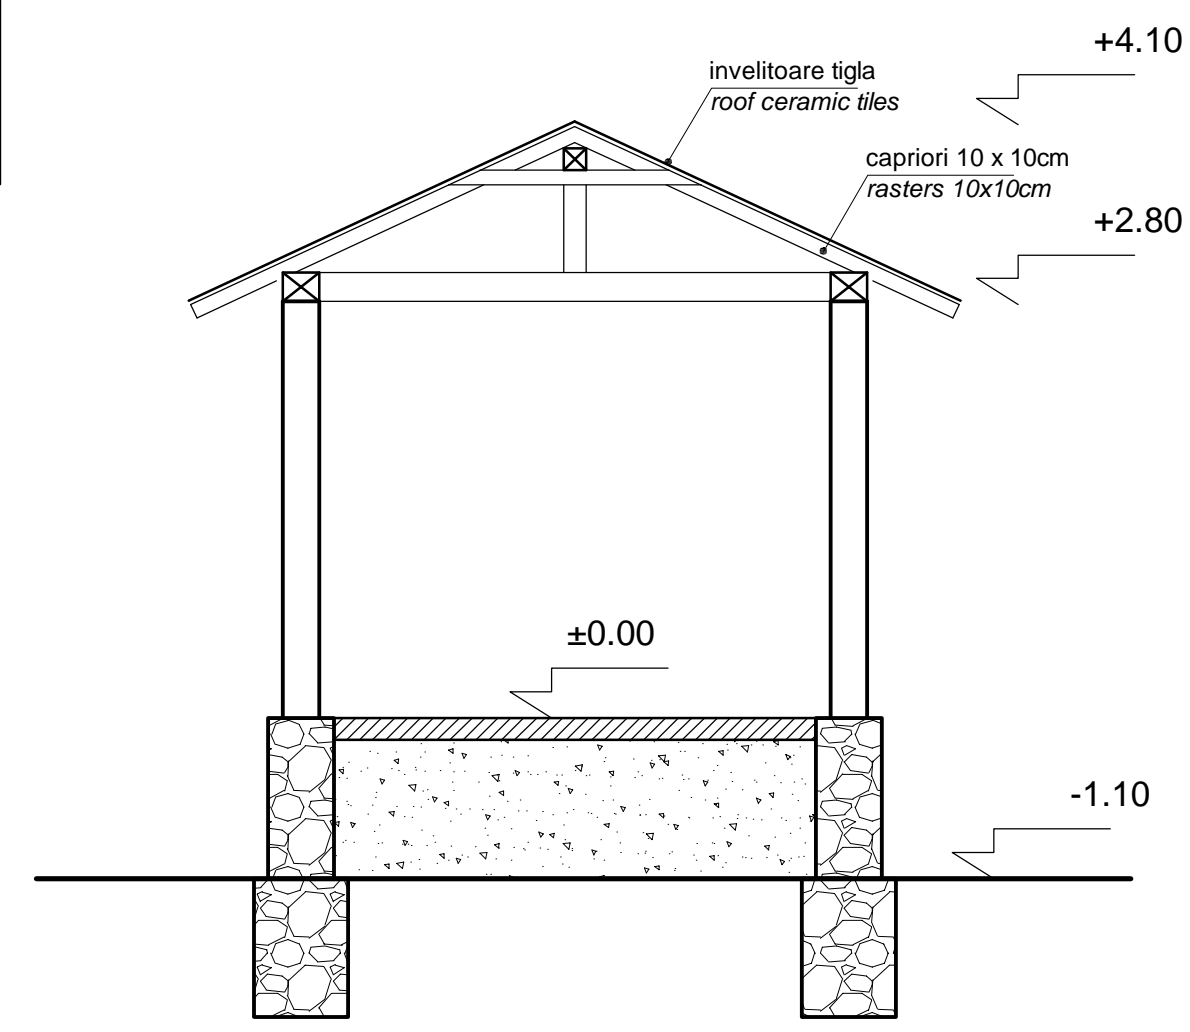 +4.10
invelitoare tigla
roof ceramic tiles
capriori 10 x 10cm
rasters 10x10cm
+2.80
±0.00
-1.10